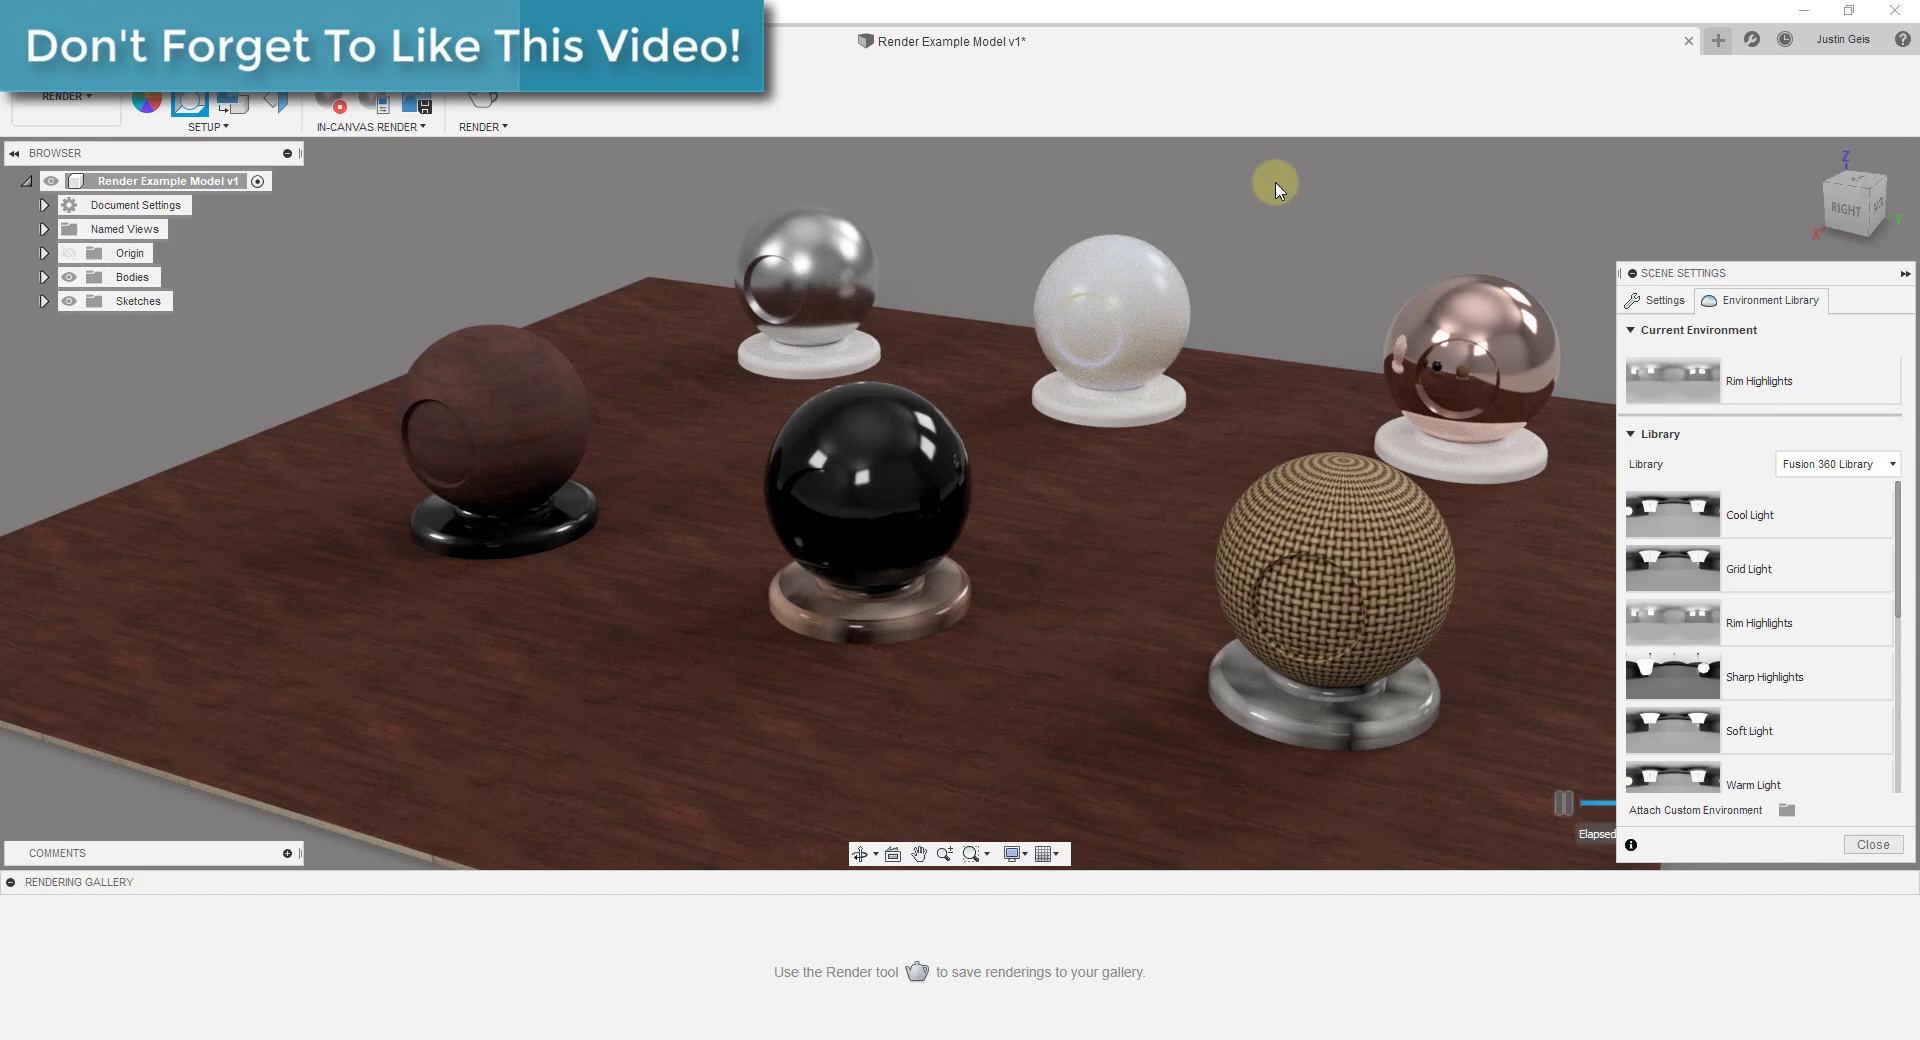 Don't Forget To Like This Video!
Render Example Model v1*
Justin Geis
RENDER
SETUP
IN-CANVAS RENDER
RENDER
BROWSER
Render Example Model v1
Document Settings
Named Views
Origin
Bodies
Sketches
Z
RIGHT
X
Y
SCENE SETTINGS
Settings
Environment Library
Current Environment
Rim Highlights
Library
Library
Fusion 360 Library
Cool Light
Grid Light
Rim Highlights
Sharp Highlights
Soft Light
Warm Light
Attach Custom Environment
Elapsed
Close
COMMENTS
RENDERING GALLERY
Use the Render tool to save renderings to your gallery.